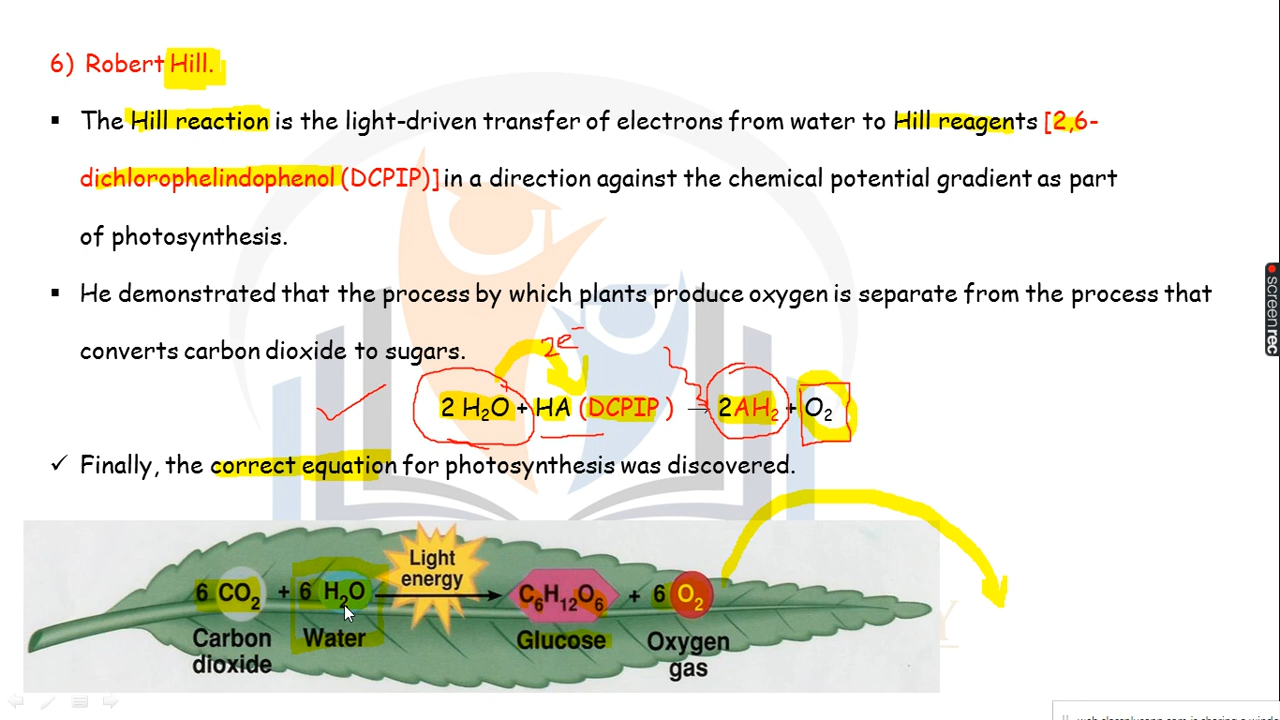 6) Robert Hill.
▪ The Hill reaction is the light-driven transfer of electrons from water to Hill reagents [2,6-
dichlorophelindophenol (DCPIP)] in a direction against the chemical potential gradient as part
of photosynthesis.
▪ He demonstrated that the process by which plants produce oxygen is separate from the process that
converts carbon dioxide to sugars.
2e⁻
2 H₂O + HA (DCPIP ) → 2AH₂ + O₂
✓ Finally, the correct equation for photosynthesis was discovered.
Light
energy
6 CO₂ + 6 H₂O → C₆H₁₂O₆ + 6 O₂
Carbon dioxide Water Glucose Oxygen gas
screenrec